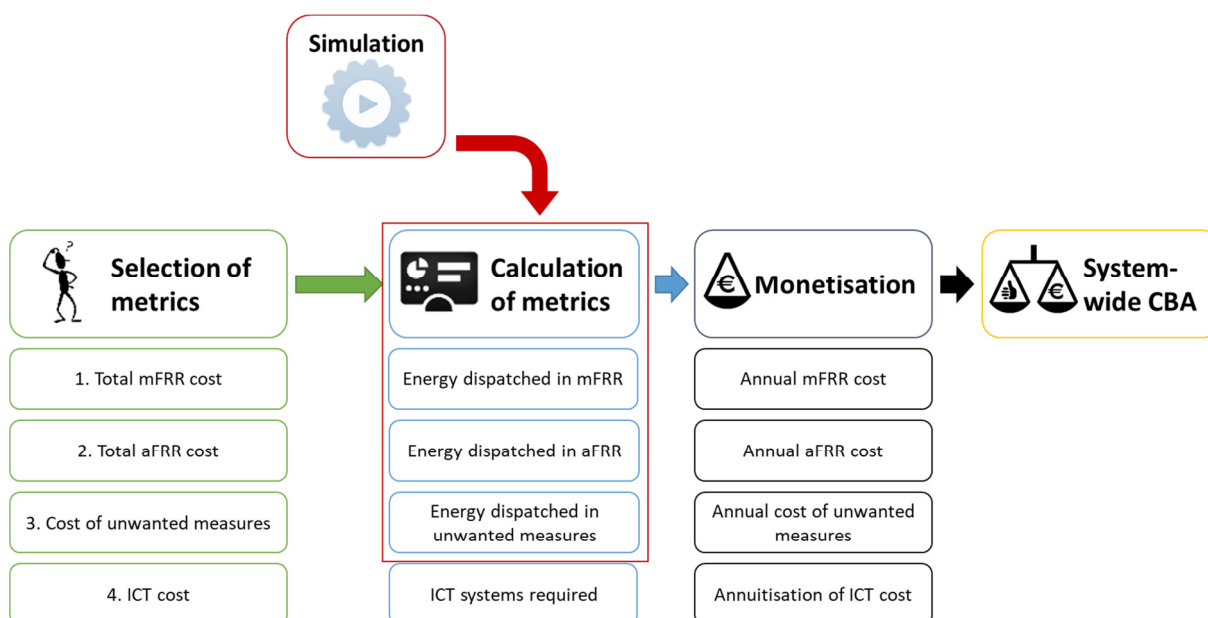 Simulation
?
Selection of
metrics
Calculation
of metrics
€
Monetisation
€
System-
wide CBA
1. Total mFRR cost
Energy dispatched in mFRR
Annual mFRR cost
2. Total aFRR cost
Energy dispatched in aFRR
Annual aFRR cost
3. Cost of unwanted measures
Energy dispatched in
unwanted measures
Annual cost of unwanted
measures
4. ICT cost
ICT systems required
Annuitisation of ICT cost